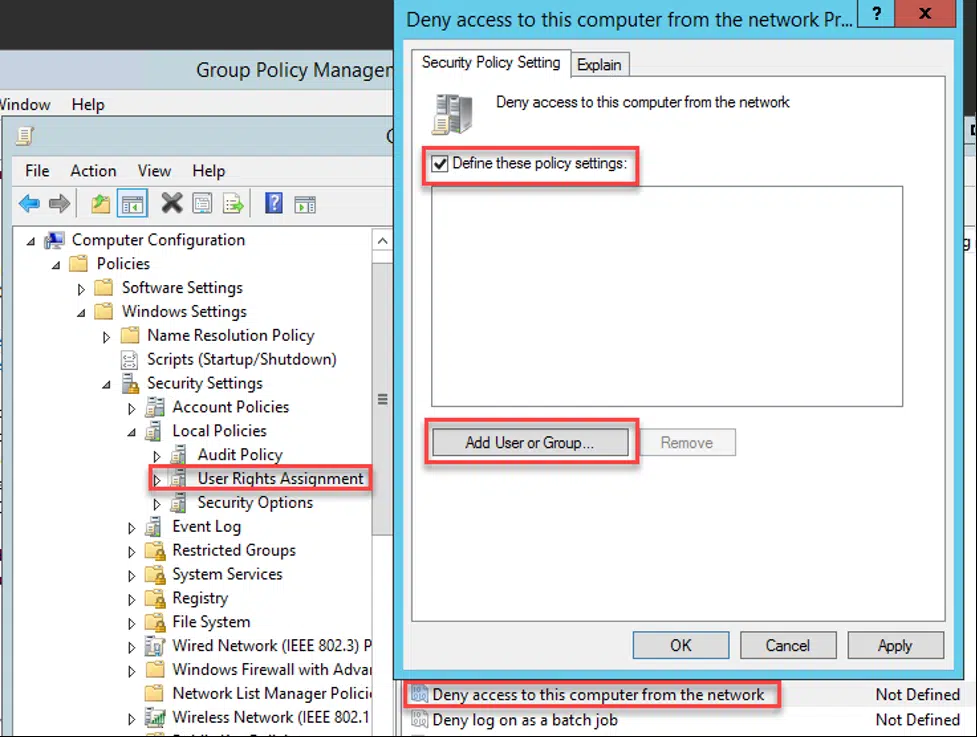 Deny access to this computer from the network Pr...
?
x
Group Policy Manager
Window Help
File Action View Help
?
Computer Configuration
Policies
Software Settings
Windows Settings
Name Resolution Policy
Scripts (Startup/Shutdown)
Security Settings
Account Policies
Local Policies
Audit Policy
User Rights Assignment
Security Options
Event Log
Restricted Groups
System Services
Registry
File System
Wired Network (IEEE 802.3) P
Windows Firewall with Advan
Network List Manager Policie
Wireless Network (IEEE 802.1
Security Policy Setting
Explain
Deny access to this computer from the network
Define these policy settings:
Add User or Group...
Remove
OK
Cancel
Apply
Deny access to this computer from the network Not Defined
Deny log on as a batch job Not Defined